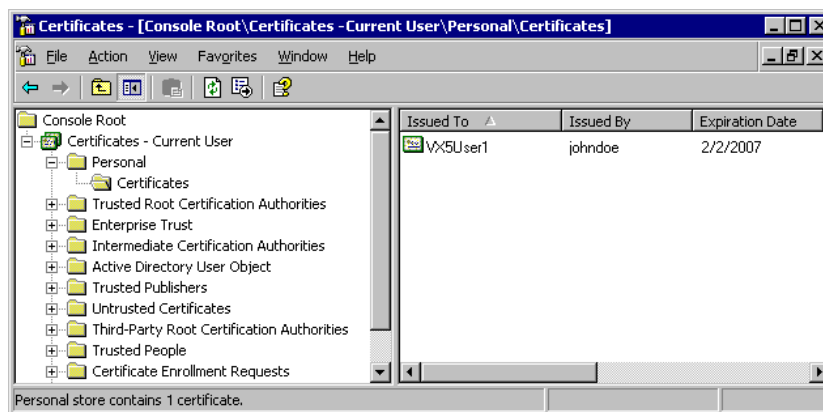 Certificates - [Console Root\Certificates -Current User\Personal\Certificates]
File Action View Favorites Window Help
Console Root
Certificates - Current User
Personal
Certificates
Trusted Root Certification Authorities
Enterprise Trust
Intermediate Certification Authorities
Active Directory User Object
Trusted Publishers
Untrusted Certificates
Third-Party Root Certification Authorities
Trusted People
Certificate Enrollment Requests
Issued To Issued By Expiration Date
VX5User1 johndoe 2/2/2007
Personal store contains 1 certificate.